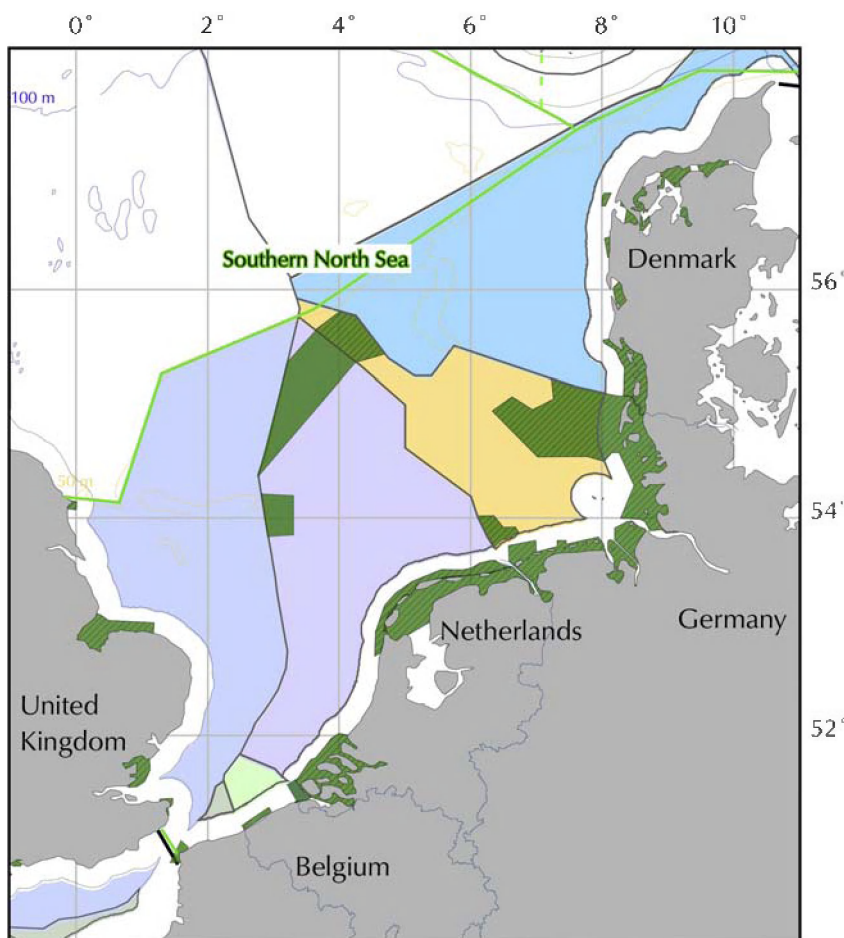 0° 2° 4° 6° 8° 10°
100 m
Southern North Sea
Denmark
56°
50 m
54°
Netherlands
Germany
United
Kingdom
52°
Belgium